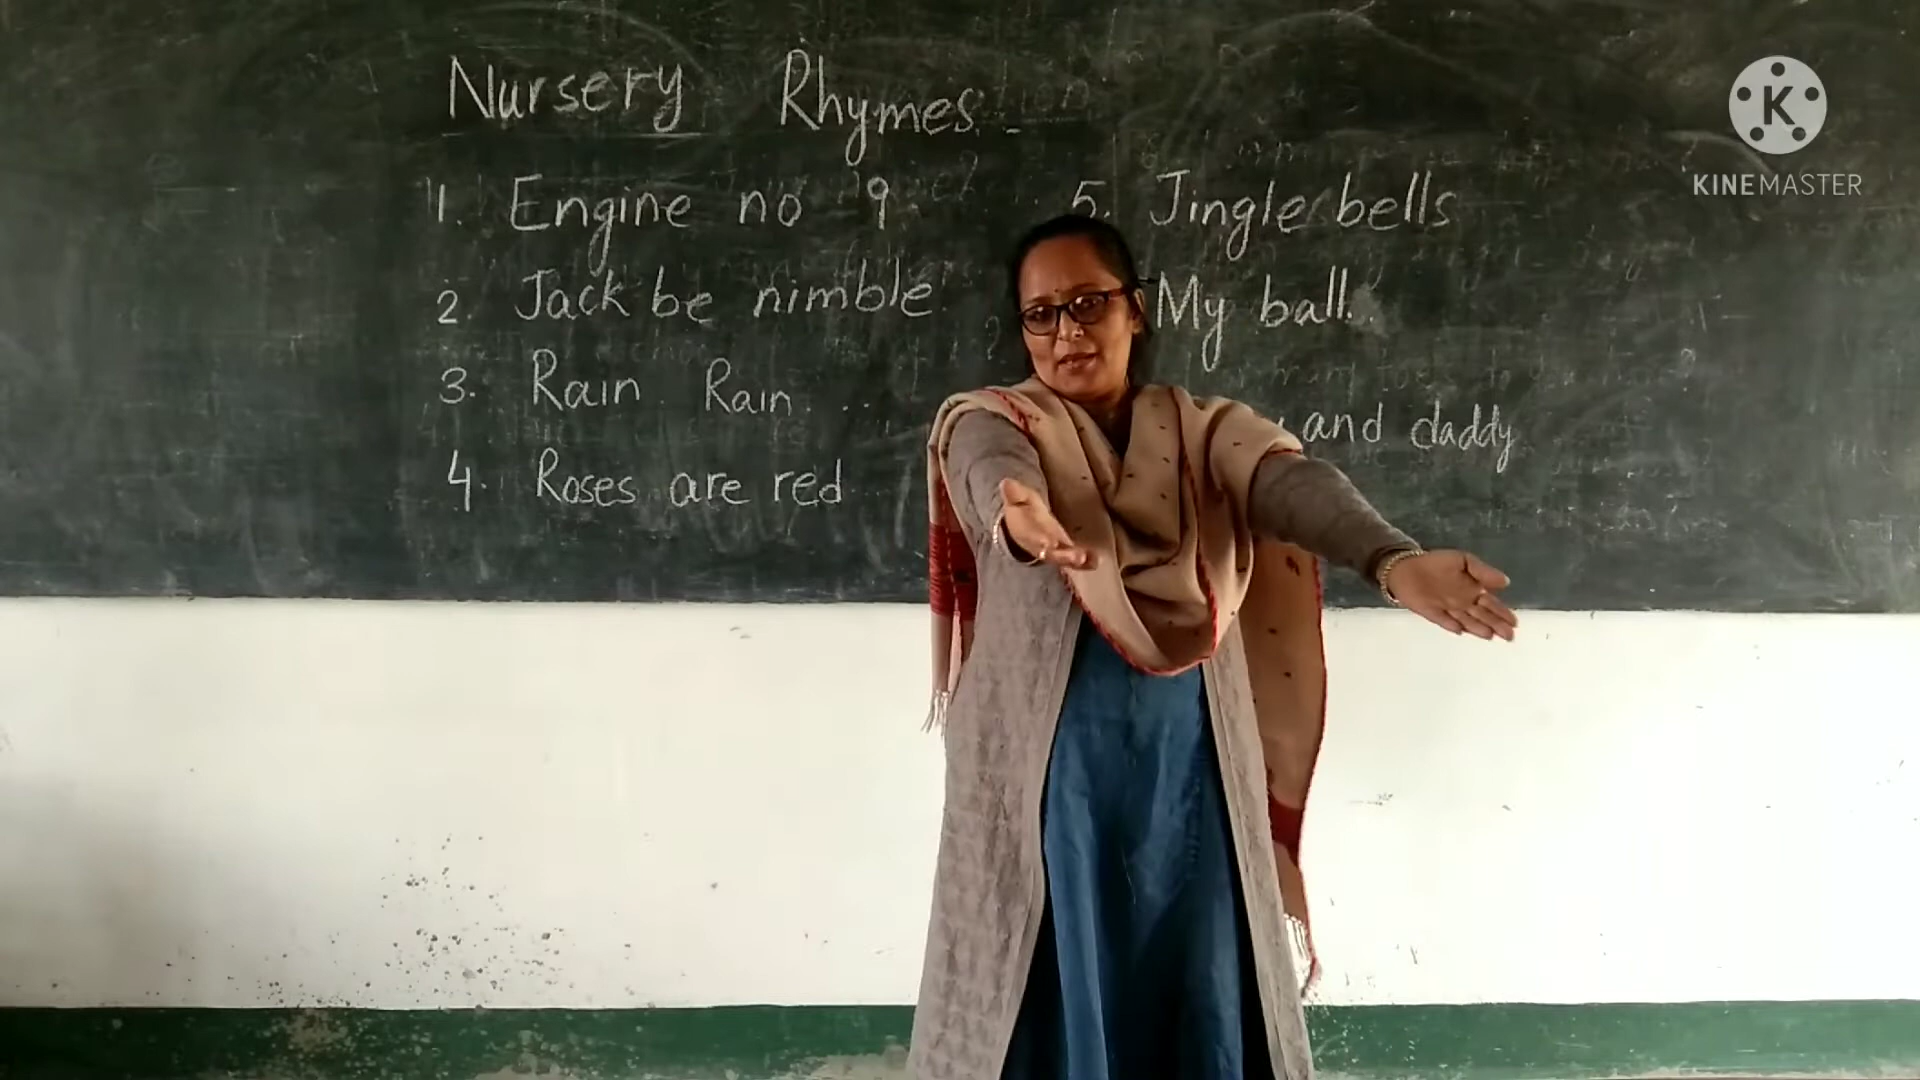 Nursery Rhymes
1. Engine no 9
2. Jack be nimble
3. Rain Rain ..
4. Roses are red
5. Jingle bells
My ball..
and daddy
K
KINEMASTER